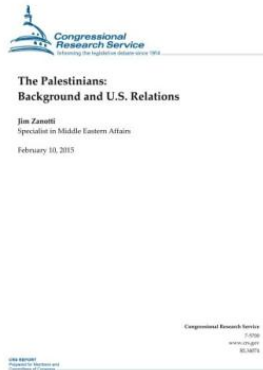 Congressional
Research Service
Informing the legislative debate since 1914
The Palestinians:
Background and U.S. Relations
Jim Zanotti
Specialist in Middle Eastern Affairs
February 10, 2015
Congressional Research Service
7-5700
www.crs.gov
RL34074
CRS REPORT
Prepared for Members and
Committees of Congress